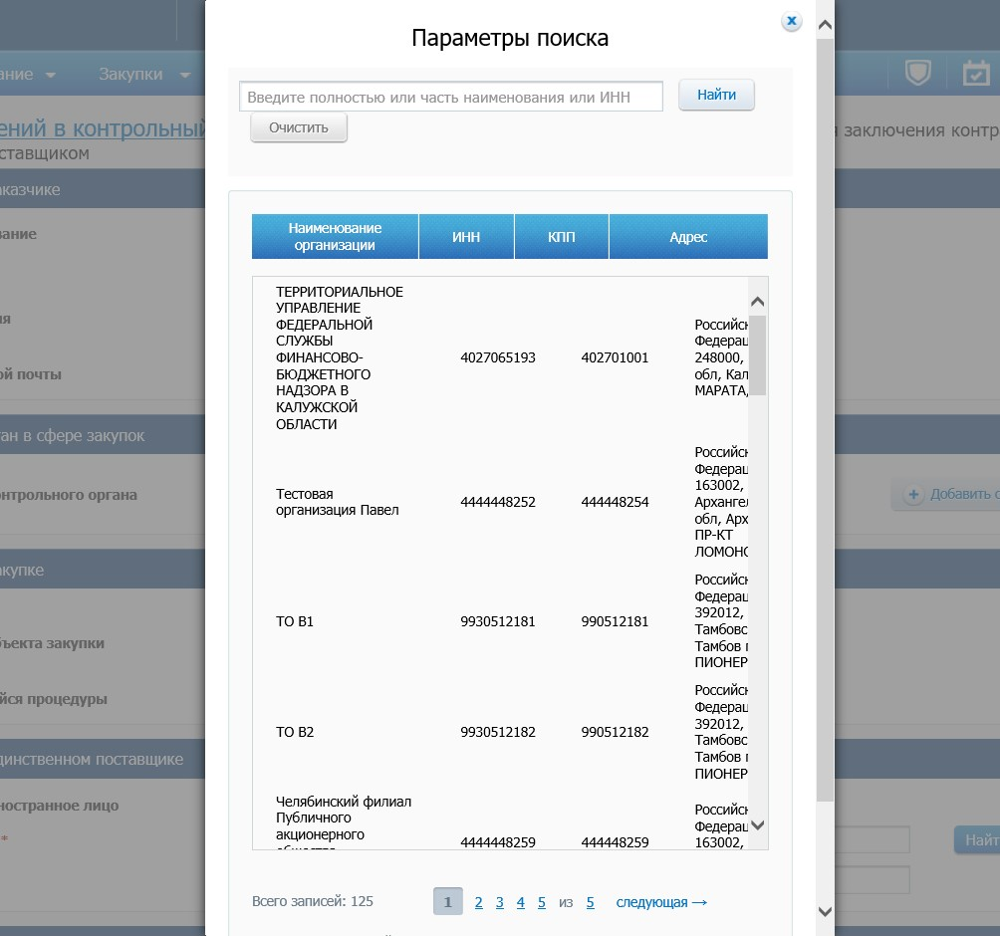 Параметры поиска
Введите полностью или часть наименования или ИНН
Найти
Очистить
Наименование
организации
ИНН
КПП
Адрес
ТЕРРИТОРИАЛЬНОЕ
УПРАВЛЕНИЕ
ФЕДЕРАЛЬНОЙ
СЛУЖБЫ
ФИНАНСОВО-
БЮДЖЕТНОГО
НАДЗОРА В
КАЛУЖСКОЙ
ОБЛАСТИ
4027065193
402701001
Российск
Федерац
248000,
обл, Кал
МАРАТА,
Тестовая
организация Павел
4444448252
444448254
Российск
Федерац
163002,
Архангел
обл, Арх
ПР-КТ
ЛОМОНО
ТО В1
9930512181
990512181
Российск
Федерац
392012,
Тамбовс
Тамбов г
ПИОНЕР
ТО В2
9930512182
990512182
Российск
Федерац
392012,
Тамбовс
Тамбов г
ПИОНЕР
Челябинский филиал
Публичного
акционерного
общества
4444448259
444448259
Российск
Федерац
163002,
Всего записей: 125
1 2 3 4 5 из 5 следующая →
ание
Закупки
ений в контрольный
я заключения контр
ставщиком
аказчике
вание
ия
ой почты
ган в сфере закупок
онтрольного органа
Добавить с
акупке
бъекта закупки
йся процедуры
динственном поставщике
ностранное лицо
*
Найт